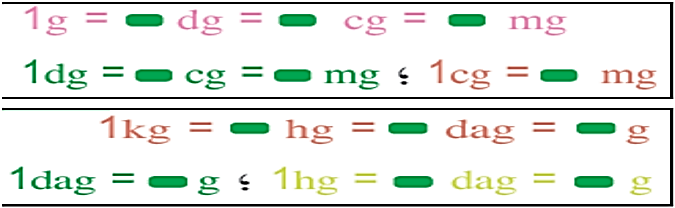 1g = dg = cg = mg
1dg = cg = mg ؛ 1cg = mg
1kg = hg = dag = g
1dag = g ؛ 1hg = dag = g